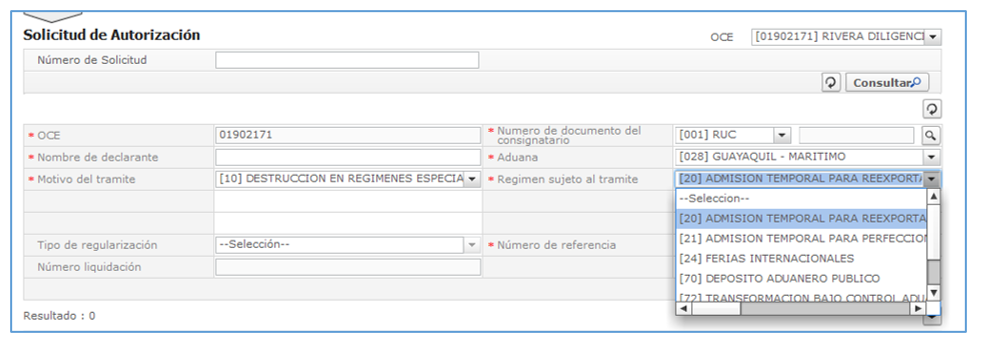 Solicitud de Autorización
OCE [01902171] RIVERA DILIGENCI
Número de Solicitud
Consultar
* OCE 01902171 * Numero de documento del consignatario [001] RUC
* Nombre de declarante * Aduana [028] GUAYAQUIL - MARITIMO
* Motivo del tramite [10] DESTRUCCION EN REGIMENES ESPECIA * Regimen sujeto al tramite [20] ADMISION TEMPORAL PARA REEXPORTA
--Seleccion--
[20] ADMISION TEMPORAL PARA REEXPORTA
[21] ADMISION TEMPORAL PARA PERFECCION
[24] FERIAS INTERNACIONALES
[70] DEPOSITO ADUANERO PUBLICO
[72] TRANSFORMACION BAJO CONTROL ADU
Tipo de regularización --Selección-- * Número de referencia
Número liquidación
Resultado : 0